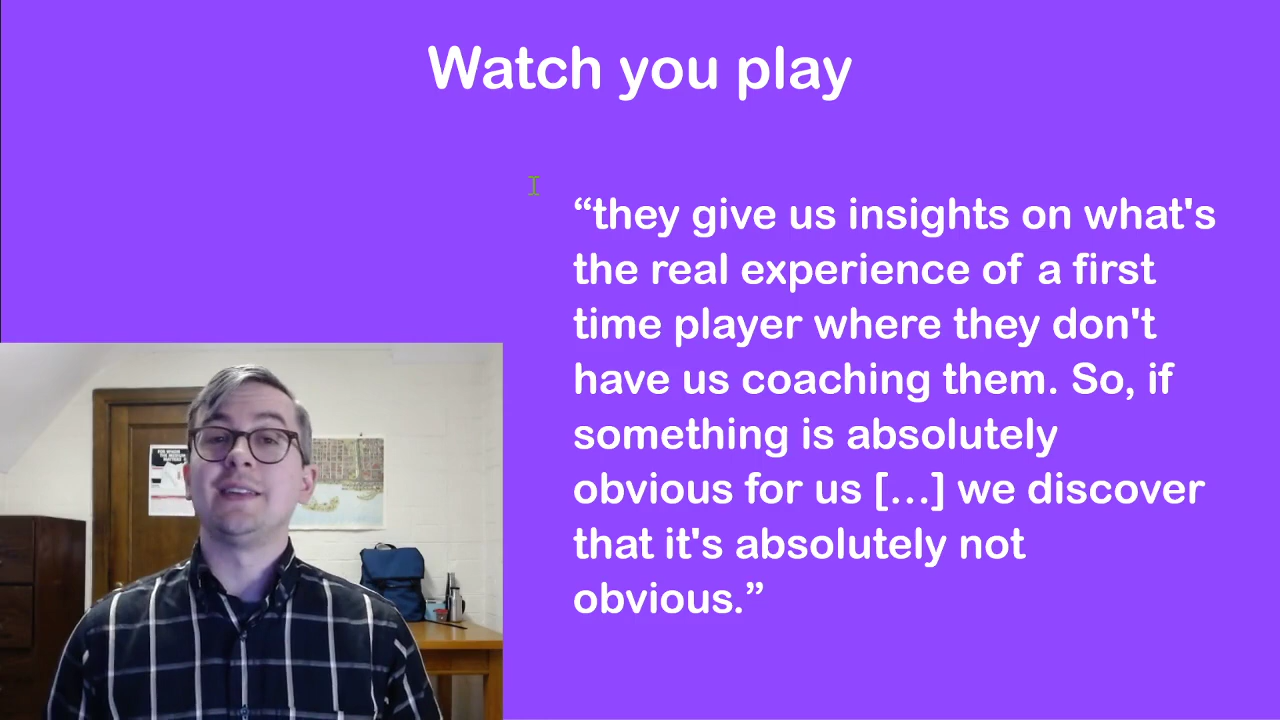 Watch you play
“they give us insights on what's
the real experience of a first
time player where they don't
have us coaching them. So, if
something is absolutely
obvious for us […] we discover
that it's absolutely not
obvious.”